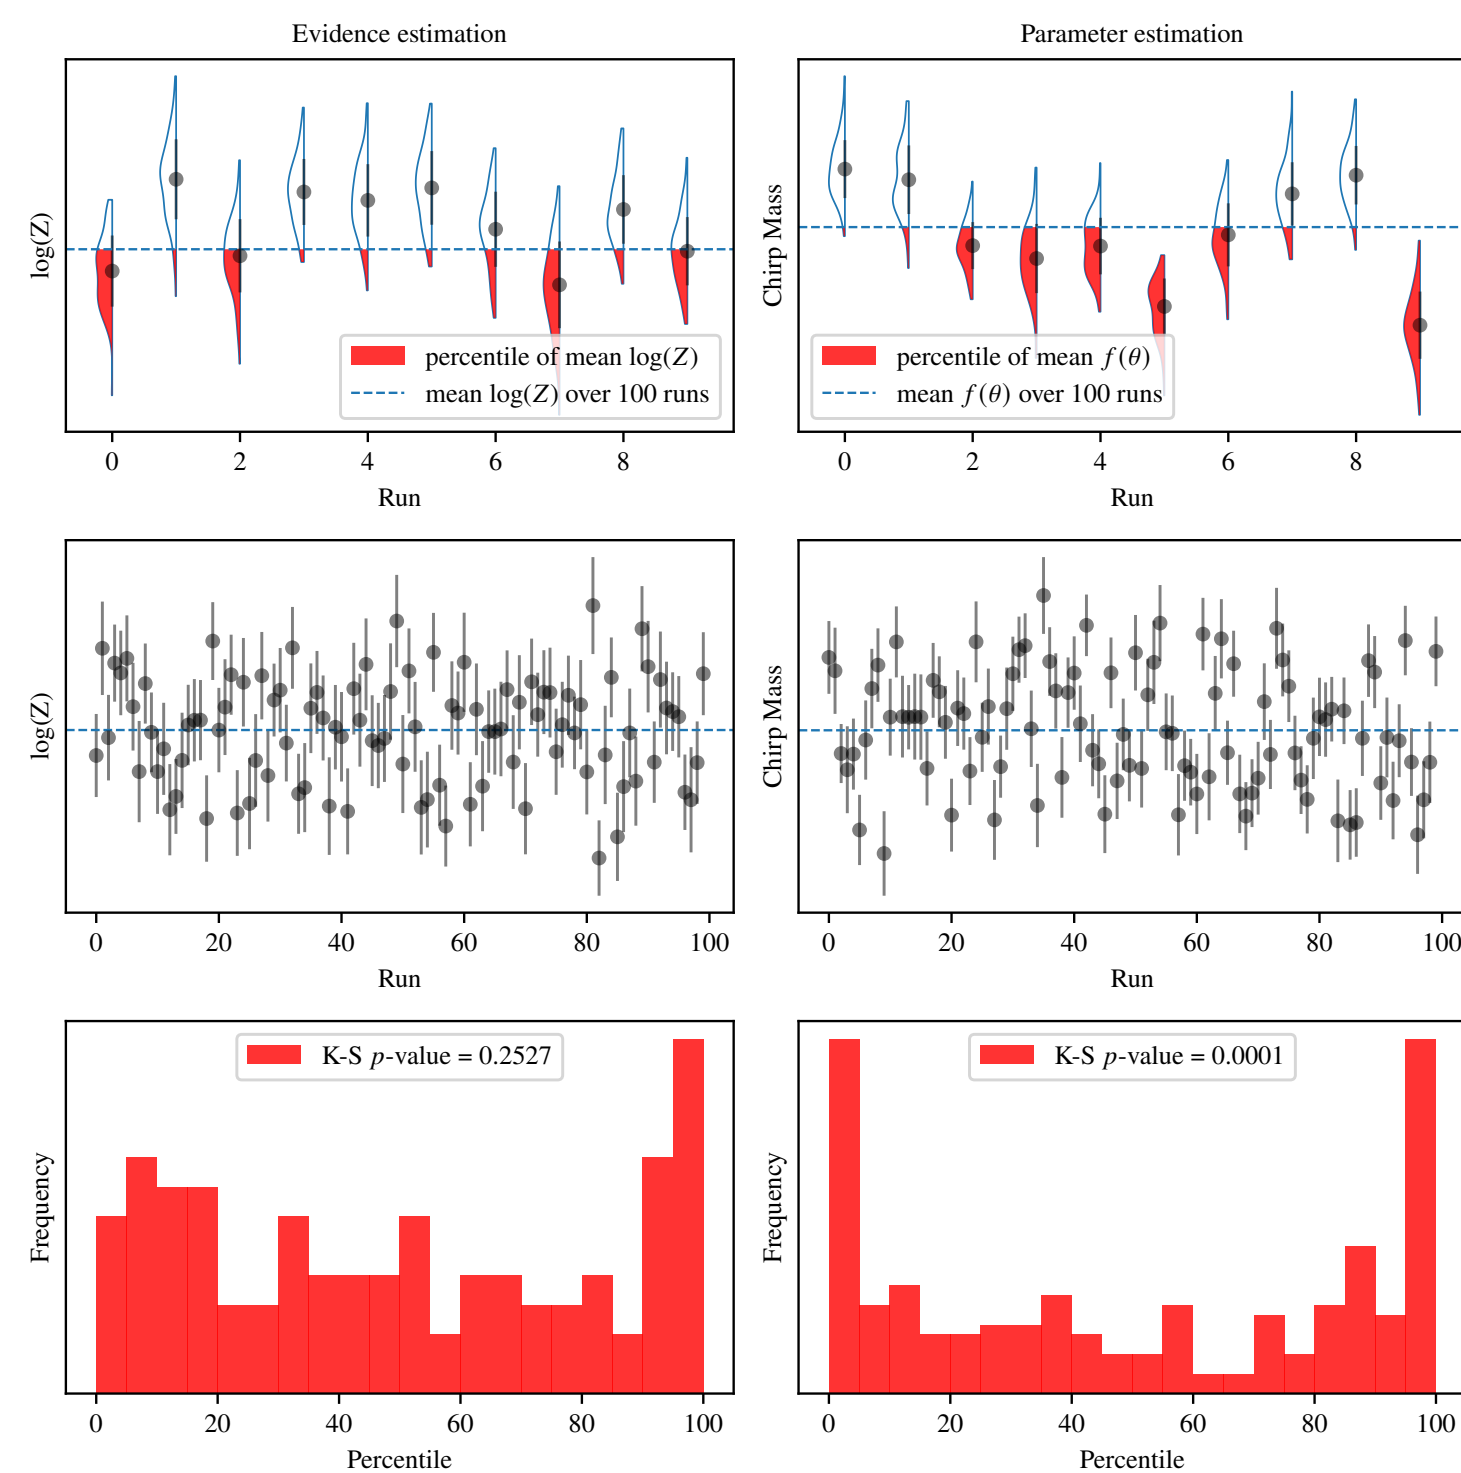 Evidence estimation
log(Z)
percentile of mean log(Z)
mean log(Z) over 100 runs
0 2 4 6 8
Run
Parameter estimation
Chirp Mass
percentile of mean f(θ)
mean f(θ) over 100 runs
0 2 4 6 8
Run
log(Z)
0 20 40 60 80 100
Run
Chirp Mass
0 20 40 60 80 100
Run
Frequency
K-S p-value = 0.2527
0 20 40 60 80 100
Percentile
Frequency
K-S p-value = 0.0001
0 20 40 60 80 100
Percentile